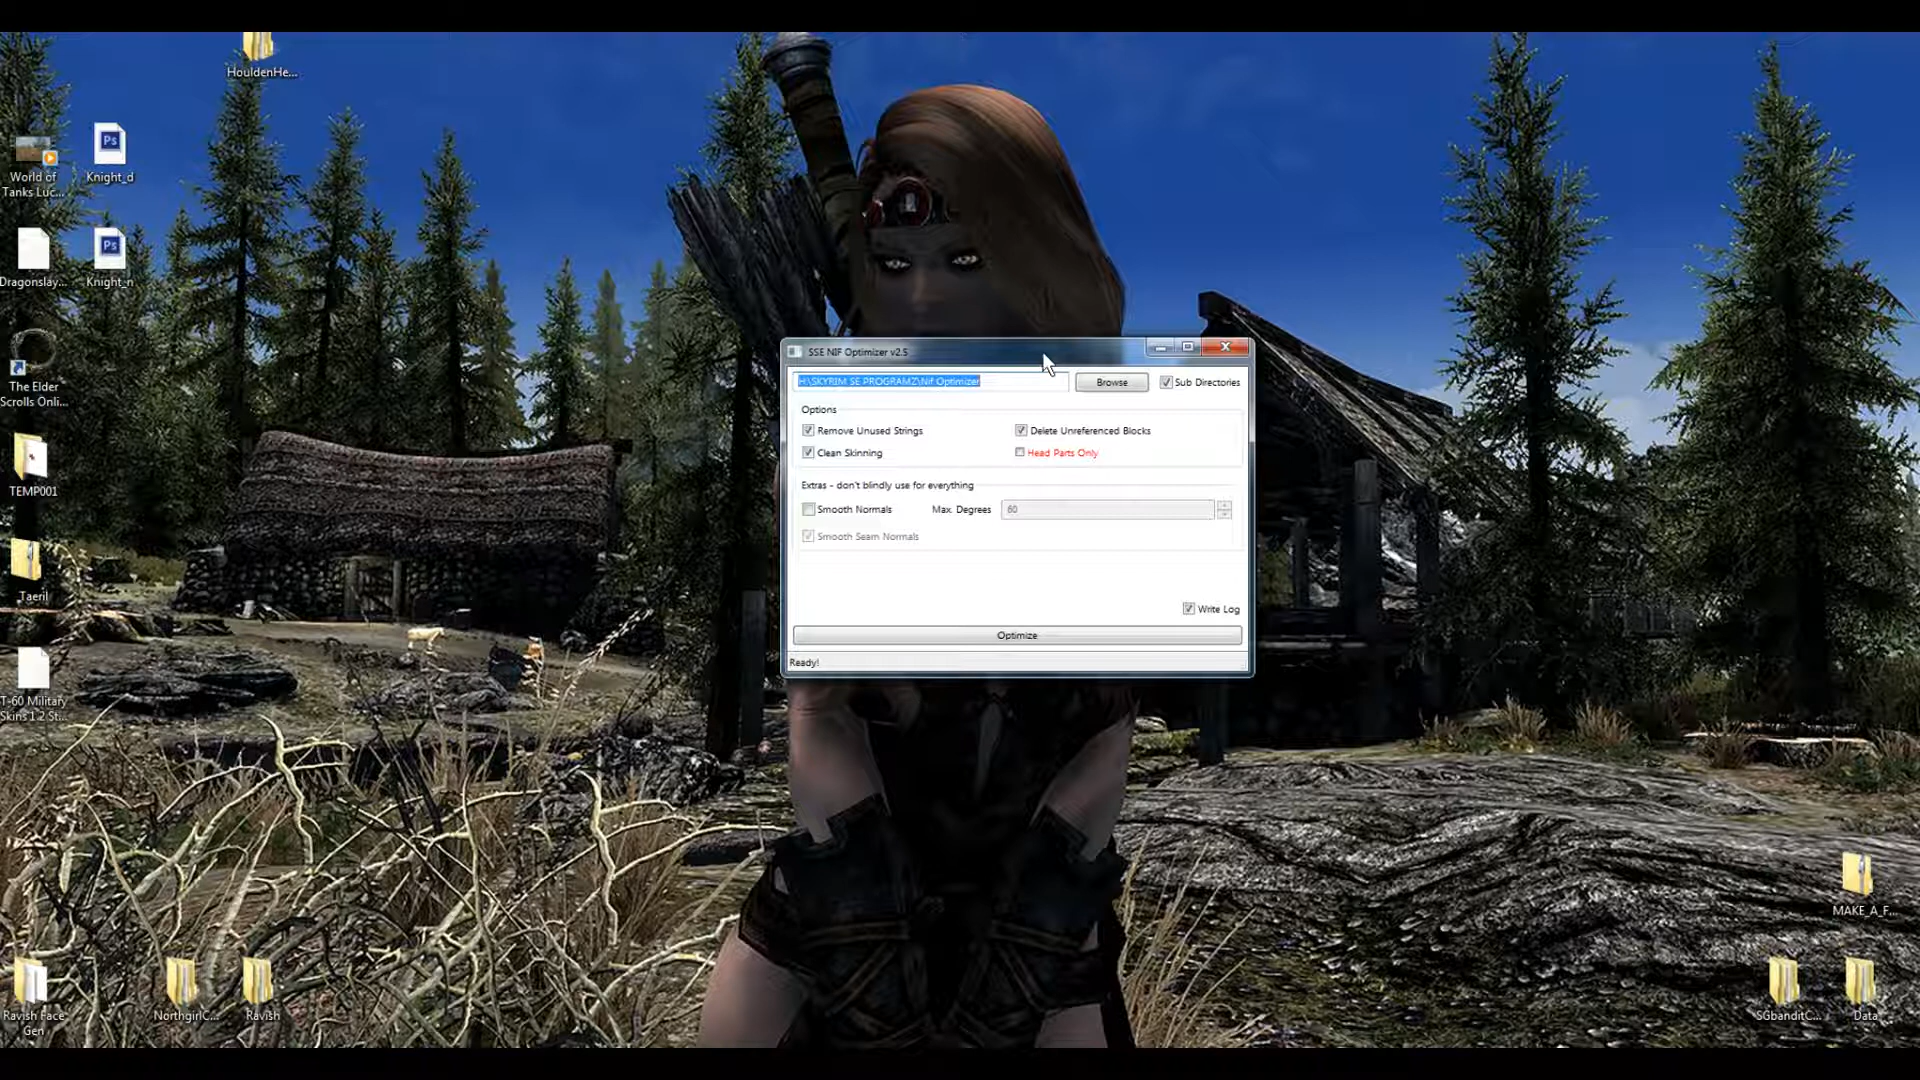 HouldenHe...
World of
Tanks Luc...
Knight_d
Dragonslay...
Knight_n
The Elder
Scrolls Onli...
TEMP001
Taeril
T-60 Military
Skins 1.2 St...
Ravish Face
Gen
NorthgirlC...
Ravish
SSE NIF Optimizer v2.5
H:\SKYRIM SE PROGRAMZ\Nif Optimizer
Browse
Sub Directories
Options
Remove Unused Strings
Delete Unreferenced Blocks
Clean Skinning
Head Parts Only
Extras - don't blindly use for everything
Smooth Normals
Max. Degrees
60
Smooth Seam Normals
Write Log
Optimize
Ready!
MAKE_A_F...
SGbanditC...
Data